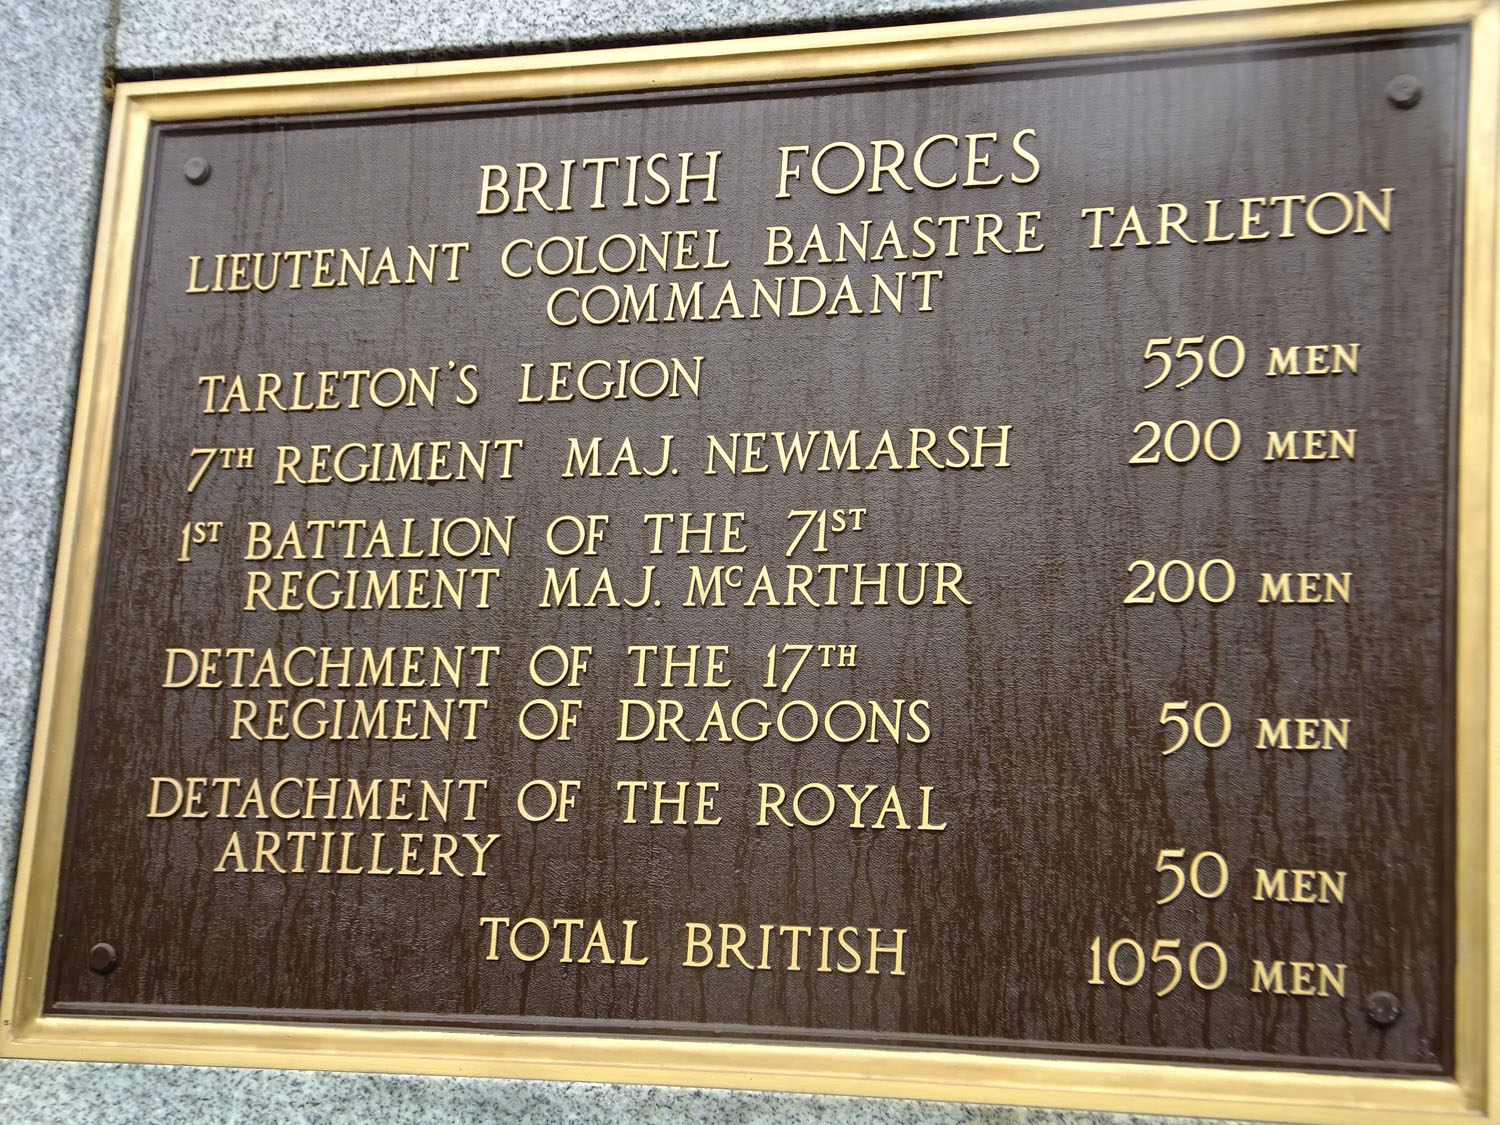 BRITISH FORCES
LIEUTENANT COLONEL BANASTRE TARLETON
COMMANDANT
TARLETON'S LEGION 550 MEN
7TH REGIMENT MAJ. NEWMARSH 200 MEN
1ST BATTALION OF THE 71ST
REGIMENT MAJ. MCARTHUR 200 MEN
DETACHMENT OF THE 17TH
REGIMENT OF DRAGOONS 50 MEN
DETACHMENT OF THE ROYAL
ARTILLERY 50 MEN
TOTAL BRITISH 1050 MEN